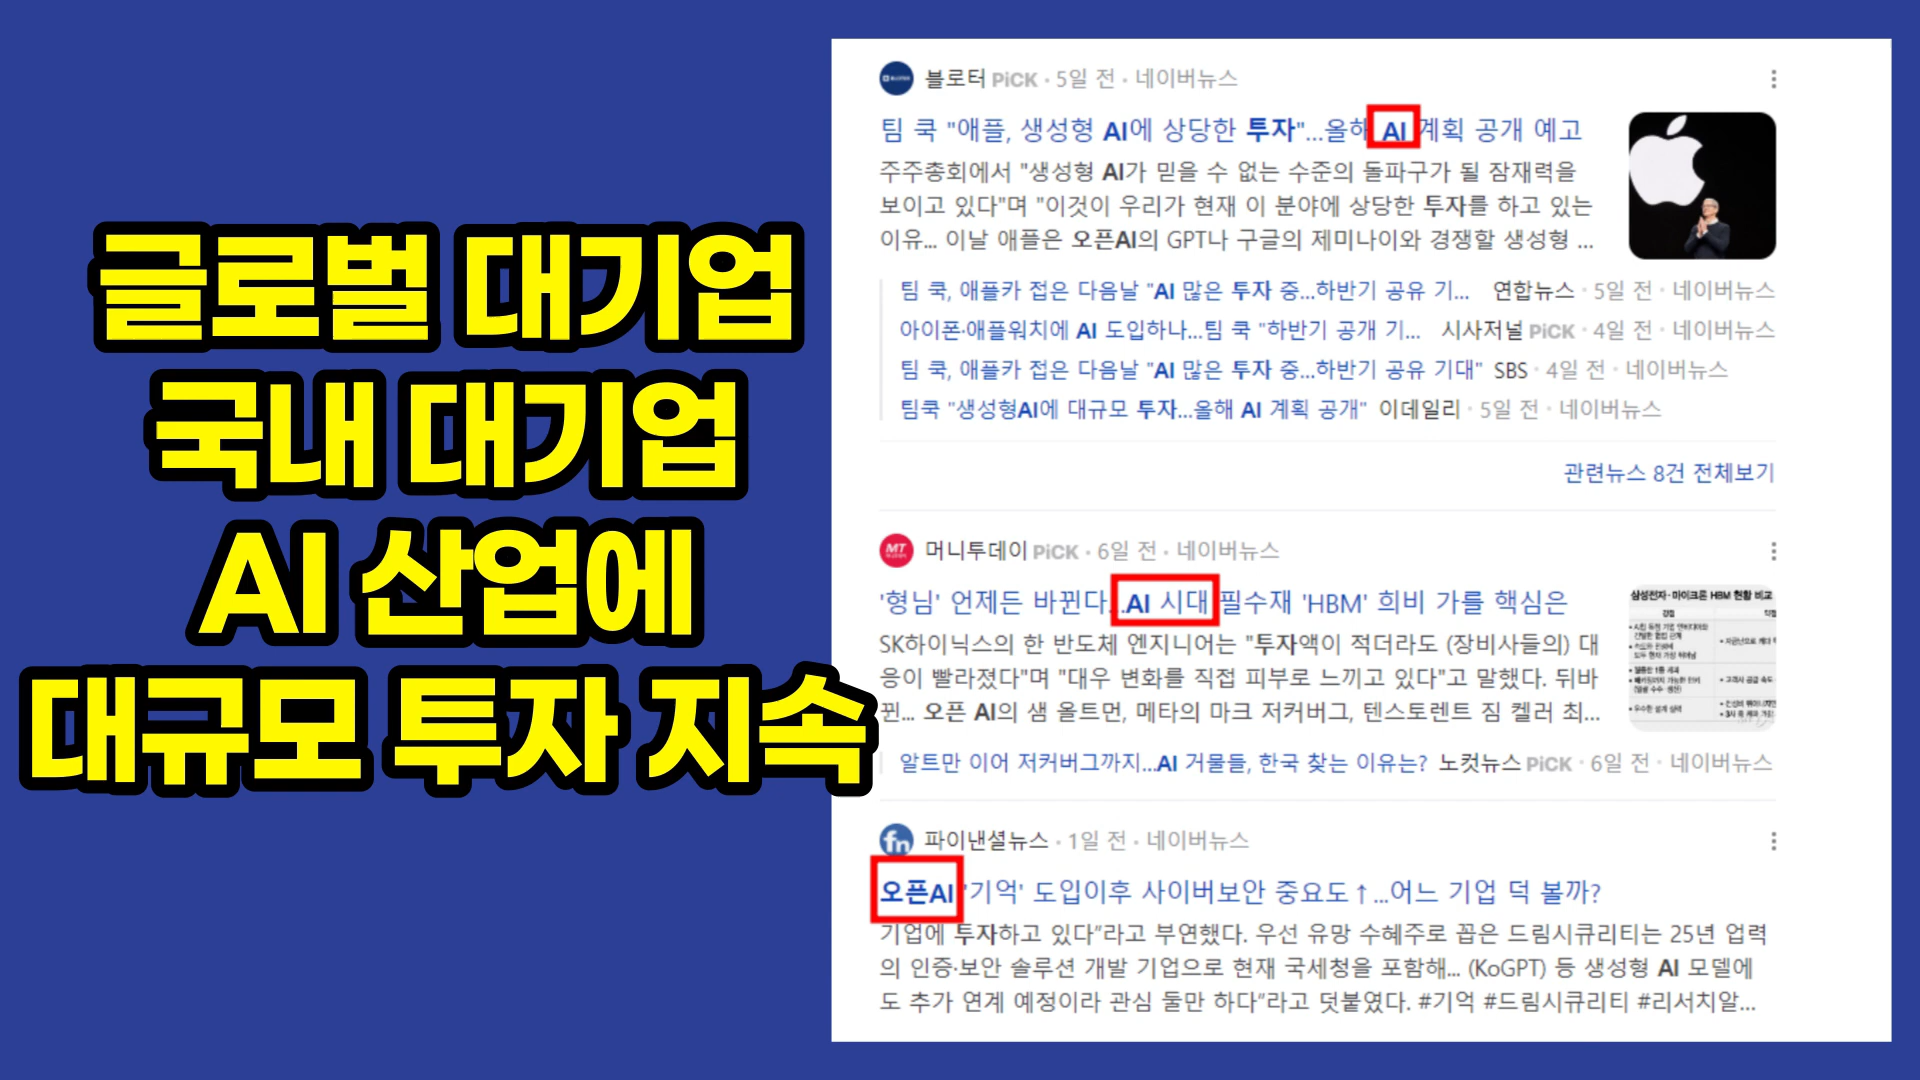 글로벌 대기업
국내 대기업
AI 산업에
대규모 투자 지속
블로터 PiCK · 5일 전 · 네이버뉴스
팀 쿡 "애플, 생성형 AI에 상당한 투자"...올해 AI 계획 공개 예고
주주총회에서 "생성형 AI가 믿을 수 없는 수준의 돌파구가 될 잠재력을
보이고 있다"며 "이것이 우리가 현재 이 분야에 상당한 투자를 하고 있는
이유... 이날 애플은 오픈AI의 GPT나 구글의 제미나이와 경쟁할 생성형 ...
팀 쿡, 애플카 접은 다음날 "AI 많은 투자 중...하반기 공유 기... 연합뉴스 · 5일 전 · 네이버뉴스
아이폰·애플워치에 AI 도입하나...팀 쿡 "하반기 공개 기... 시사저널 PiCK · 4일 전 · 네이버뉴스
팀 쿡, 애플카 접은 다음날 "AI 많은 투자 중...하반기 공유 기대" SBS · 4일 전 · 네이버뉴스
팀쿡 "생성형AI에 대규모 투자...올해 AI 계획 공개" 이데일리 · 5일 전 · 네이버뉴스
관련뉴스 8건 전체보기
MT
머니투데이 PiCK · 6일 전 · 네이버뉴스
'형님' 언제든 바뀐다...AI 시대 필수재 'HBM' 희비 가를 핵심은
삼성전자·마이크론 HBM 현황 비교
SK하이닉스의 한 반도체 엔지니어는 "투자액이 적더라도 (장비사들의) 대
응이 빨라졌다"며 "대우 변화를 직접 피부로 느끼고 있다"고 말했다. 뒤바
뀐... 오픈 AI의 샘 올트먼, 메타의 마크 저커버그, 텐스토렌트 짐 켈러 최...
알트만 이어 저커버그까지...AI 거물들, 한국 찾는 이유는? 노컷뉴스 PiCK · 6일 전 · 네이버뉴스
fn
파이낸셜뉴스 · 1일 전 · 네이버뉴스
오픈AI '기억' 도입이후 사이버보안 중요도↑...어느 기업 덕 볼까?
기업에 투자하고 있다"라고 부연했다. 우선 유망 수혜주로 꼽은 드림시큐리티는 25년 업력
의 인증·보안 솔루션 개발 기업으로 현재 국세청을 포함해... (KoGPT) 등 생성형 AI 모델에
도 추가 연계 예정이라 관심 둘만 하다"라고 덧붙였다. #기억 #드림시큐리티 #리서치알...